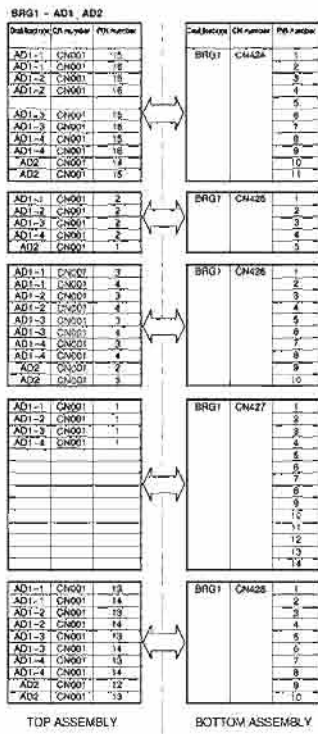 BRG1 - AD1, AD2
CN number PIN number CN number PIN number
AD1-1 CN001 15 BRG1 CN424 1
AD1-1 CN001 16 2
AD1-2 CN001 15 3
AD1-2 CN001 16 4
5
AD1-3 CN001 15 6
AD1-3 CN001 16 7
AD1-4 CN001 15 8
AD1-4 CN001 16 9
AD2 CN001 14 10
AD2 CN001 15 11
AD1-1 CN001 2 BRG1 CN425 1
AD1-2 CN001 2 2
AD1-3 CN001 2 3
AD1-4 CN001 2 4
AD2 CN001 5
AD1-1 CN001 3 BRG1 CN426 1
AD1-1 CN001 4 2
AD1-2 CN001 3 3
AD1-2 CN001 4 4
AD1-3 CN001 3 5
AD1-3 CN001 4 6
AD1-4 CN001 3 7
AD1-4 CN001 4 8
AD2 CN001 2 9
AD2 CN001 3 10
AD1-1 CN001 1 BRG1 CN427 1
AD1-2 CN001 1 2
AD1-3 CN001 1 3
AD1-4 CN001 1 4
5
6
7
8
9
10
11
12
13
14
AD1-1 CN001 13 BRG1 CN428 1
AD1-1 CN001 14 2
AD1-2 CN001 13 3
AD1-2 CN001 14 4
AD1-3 CN001 13 5
AD1-3 CN001 14 6
AD1-4 CN001 13 7
AD1-4 CN001 14 8
AD2 CN001 12 9
AD2 CN001 13 10
TOP ASSEMBLY BOTTOM ASSEMBLY